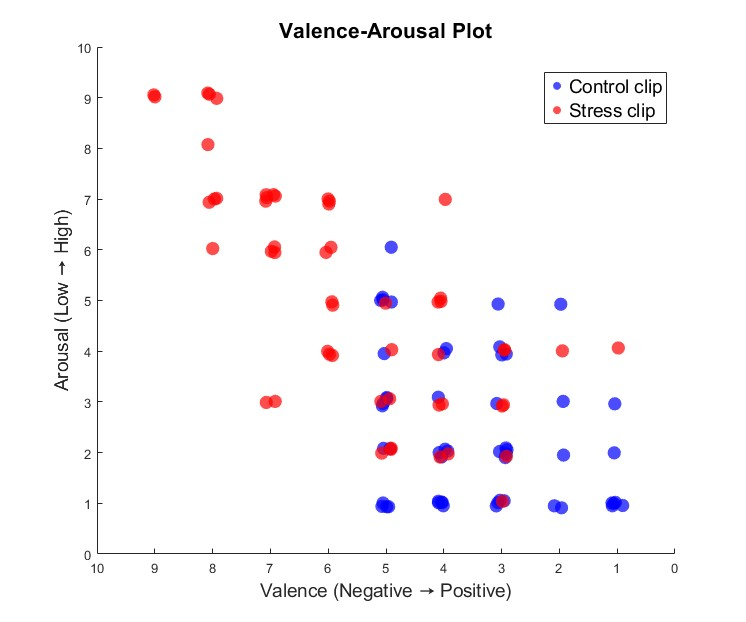 Valence-Arousal Plot
Control clip
Stress clip
Arousal (Low → High)
10
9
8
7
6
5
4
3
2
1
0
10 9 8 7 6 5 4 3 2 1 0
Valence (Negative → Positive)